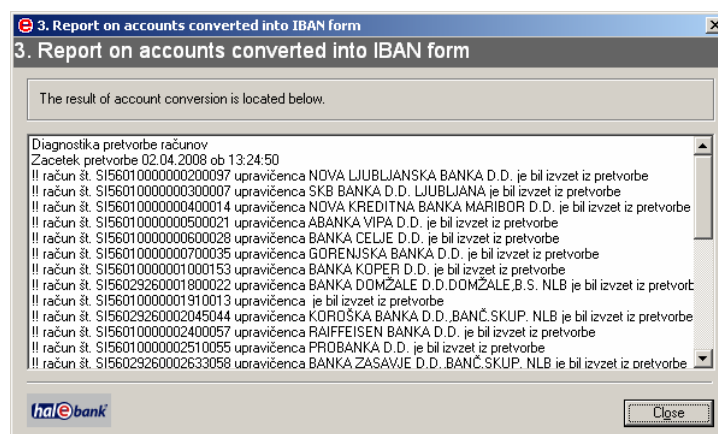 3. Report on accounts converted into IBAN form
3. Report on accounts converted into IBAN form
The result of account conversion is located below.
Diagnostika pretvorbe računov
Zacetek pretvorbe 02.04.2008 ob 13:24:50
!! račun št. SI56010000000200097 upravičenca NOVA LJUBLJANSKA BANKA D.D. je bil izvzet iz pretvorbe
!! račun št. SI56010000000300007 upravičenca SKB BANKA D.D. LJUBLJANA je bil izvzet iz pretvorbe
!! račun št. SI56010000000400014 upravičenca NOVA KREDITNA BANKA MARIBOR D.D. je bil izvzet iz pretvorbe
!! račun št. SI56010000000500021 upravičenca ABANKA VIPA D.D. je bil izvzet iz pretvorbe
!! račun št. SI56010000000600028 upravičenca BANKA CELJE D.D. je bil izvzet iz pretvorbe
!! račun št. SI56010000000700035 upravičenca GORENJSKA BANKA D.D. je bil izvzet iz pretvorbe
!! račun št. SI56010000001000153 upravičenca BANKA KOPER D.D. je bil izvzet iz pretvorbe
!! račun št. SI56029260001800022 upravičenca BANKA DOMŽALE D.D.DOMŽALE,B.S. NLB je bil izvzet iz pretvorb
!! račun št. SI56010000001910013 upravičenca je bil izvzet iz pretvorbe
!! račun št. SI56029260002045044 upravičenca KOROŠKA BANKA D.D.,BANČ.SKUP. NLB je bil izvzet iz pretvorbe
!! račun št. SI56010000002400057 upravičenca RAIFFEISEN BANKA D.D. je bil izvzet iz pretvorbe
!! račun št. SI56010000002510055 upravičenca PROBANKA D.D. je bil izvzet iz pretvorbe
!! račun št. SI56029260002633058 upravičenca BANKA ZASAVJE D.D.,BANČ.SKUP. NLB je bil izvzet iz pretvorbe
halebank
Close